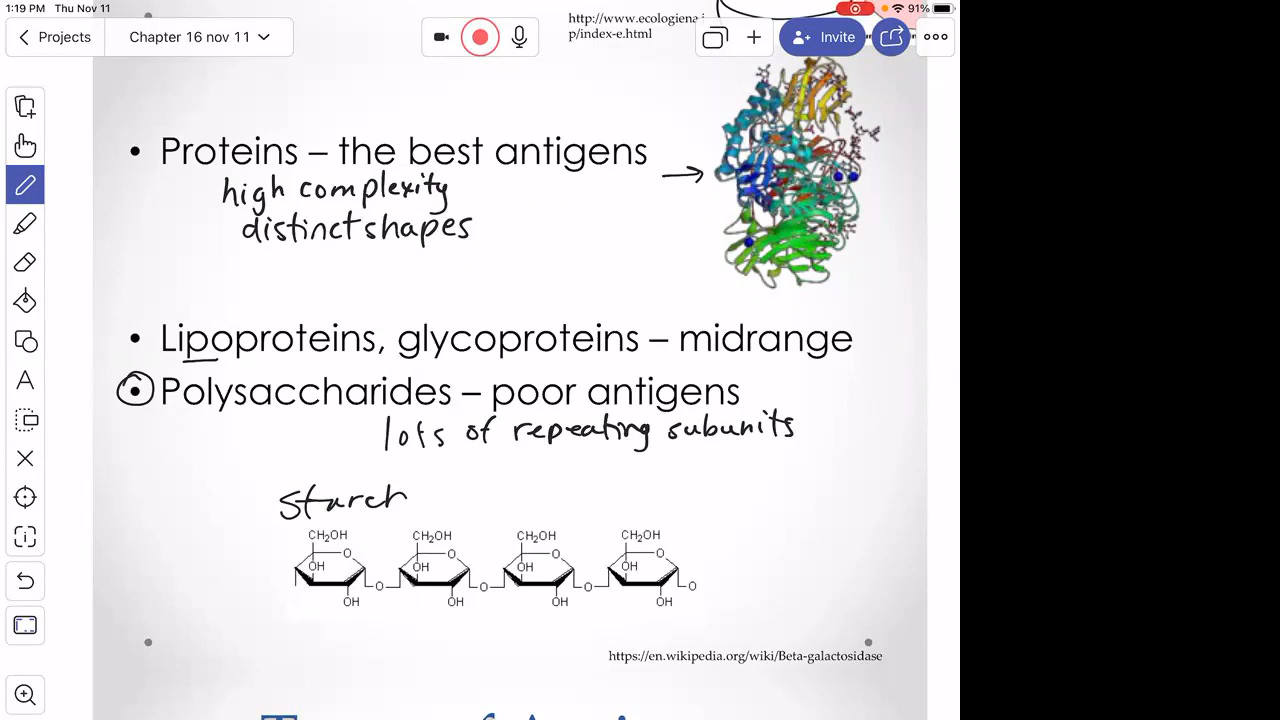 1:19 PM Thu Nov 11
91%
http://www.ecologiena.j
p/index-e.html
Projects
Chapter 16 nov 11
Invite
• Proteins – the best antigens
high complexity
distinct shapes
• Lipoproteins, glycoproteins – midrange
• Polysaccharides – poor antigens
lots of repeating subunits
starch
CH₂OH CH₂OH CH₂OH CH₂OH
O O O O
OH OH OH OH
O O O O
OH OH OH OH
https://en.wikipedia.org/wiki/Beta-galactosidase
A